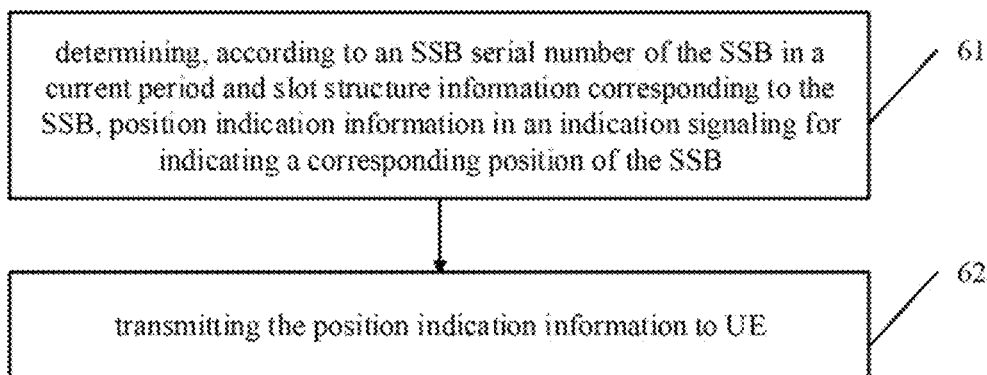 determining, according to an SSB serial number of the SSB in a
current period and slot structure information corresponding to the
SSB, position indication information in an indication signaling for
indicating a corresponding position of the SSB
61
transmitting the position indication information to UE
62